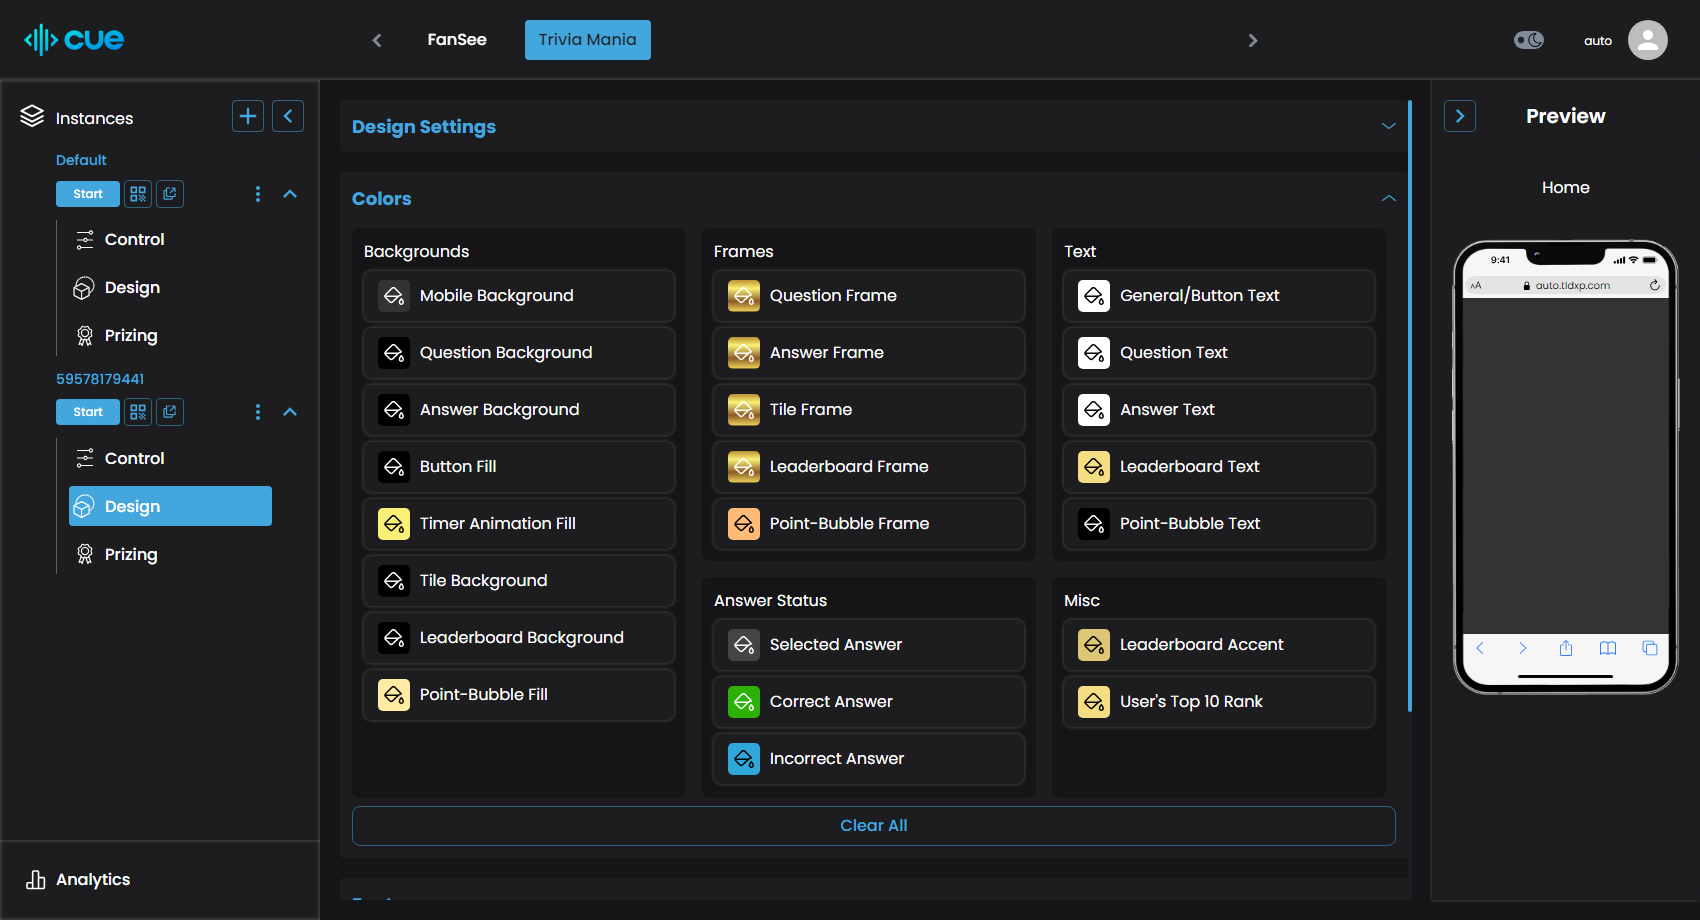 cue
FanSee
Trivia Mania
auto
Instances
Default
Start
Control
Design
Prizing
59578179441
Start
Control
Design
Prizing
Analytics
Design Settings
Colors
Backgrounds
Mobile Background
Question Background
Answer Background
Button Fill
Timer Animation Fill
Tile Background
Leaderboard Background
Point-Bubble Fill
Frames
Question Frame
Answer Frame
Tile Frame
Leaderboard Frame
Point-Bubble Frame
Text
General/Button Text
Question Text
Answer Text
Leaderboard Text
Point-Bubble Text
Answer Status
Selected Answer
Correct Answer
Incorrect Answer
Misc
Leaderboard Accent
User's Top 10 Rank
Clear All
Preview
Home
9:41
AA auto.tldxp.com